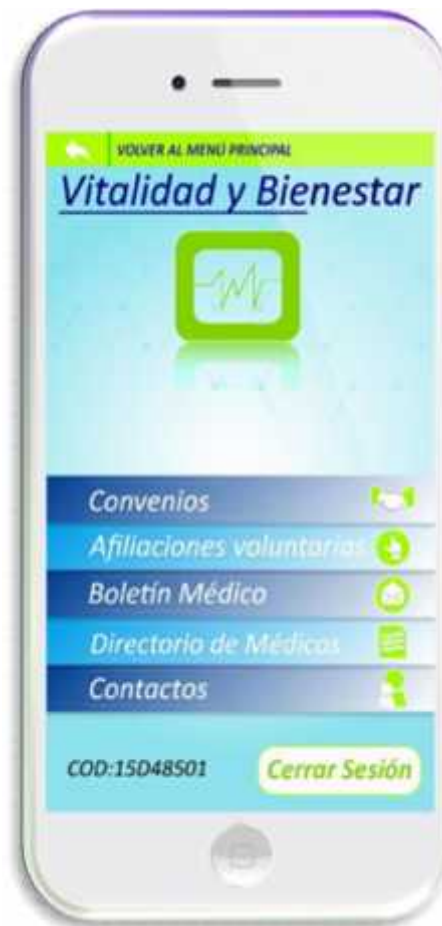 VOLVER AL MENÚ PRINCIPAL
Vitalidad y Bienestar
Convenios
Afiliaciones voluntarias
Boletín Médico
Directorio de Médicos
Contactos
COD:15D48501
Cerrar Sesión